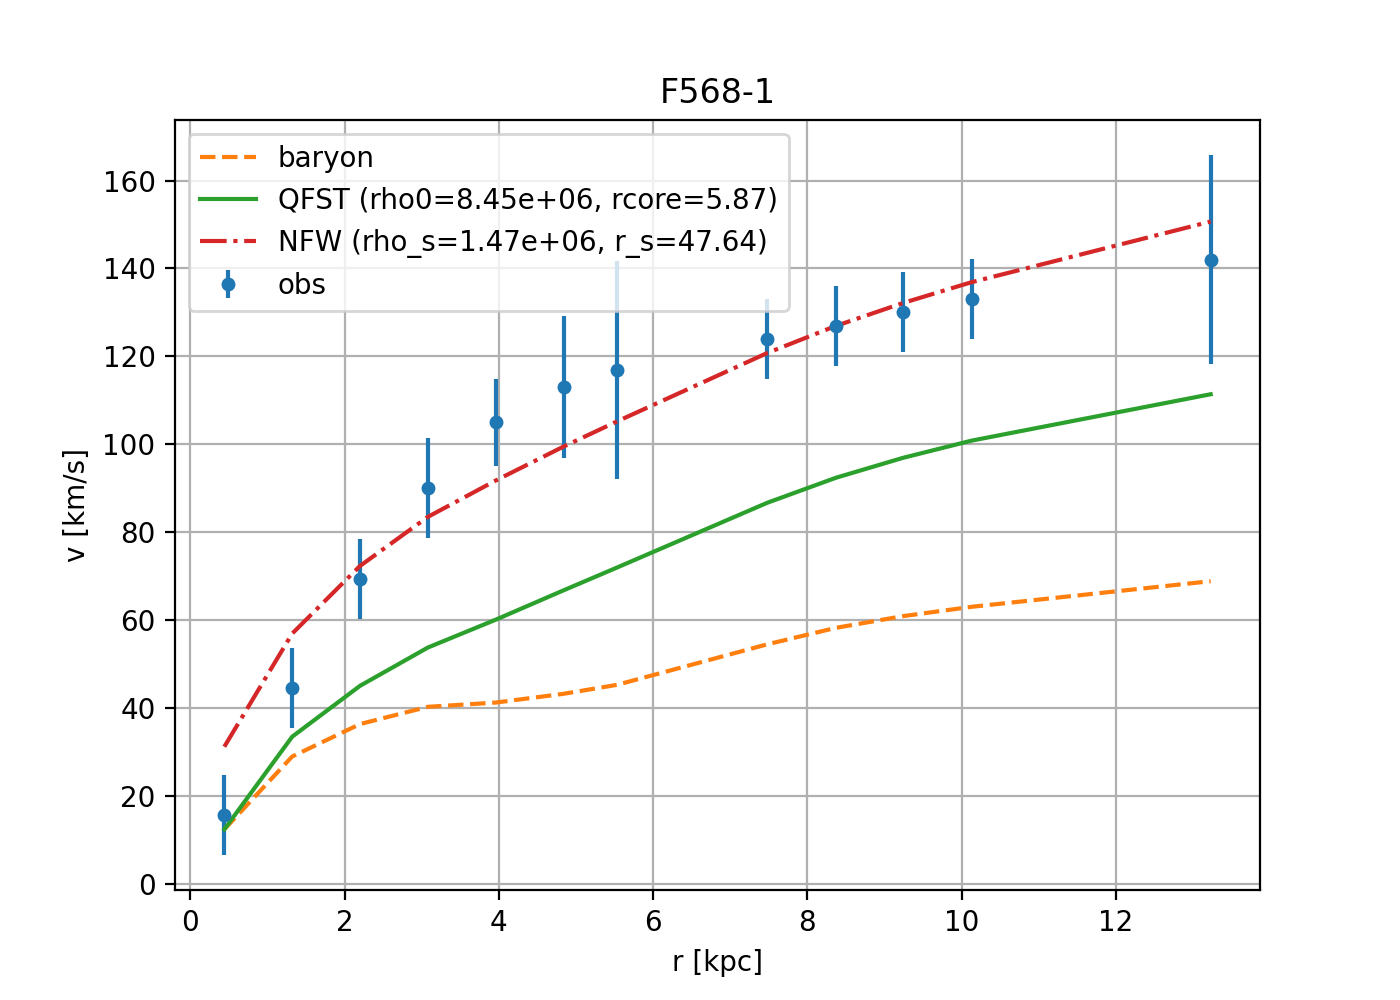 F568-1
baryon
QFST (rho0=8.45e+06, rcore=5.87)
NFW (rho_s=1.47e+06, r_s=47.64)
obs
160
140
120
100
80
60
40
20
0
v [km/s]
0 2 4 6 8 10 12
r [kpc]